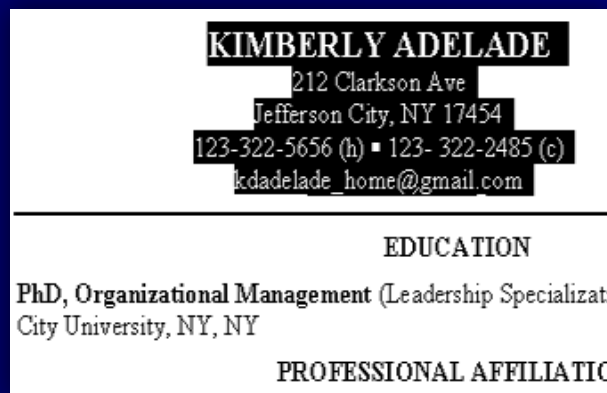 KIMBERLY ADELADE
212 Clarkson Ave
Jefferson City, NY 17454
123-322-5656 (h) ▪ 123- 322-2485 (c)
kdadelade_home@gmail.com
EDUCATION
PhD, Organizational Management (Leadership Specializat
City University, NY, NY
PROFESSIONAL AFFILIATIO